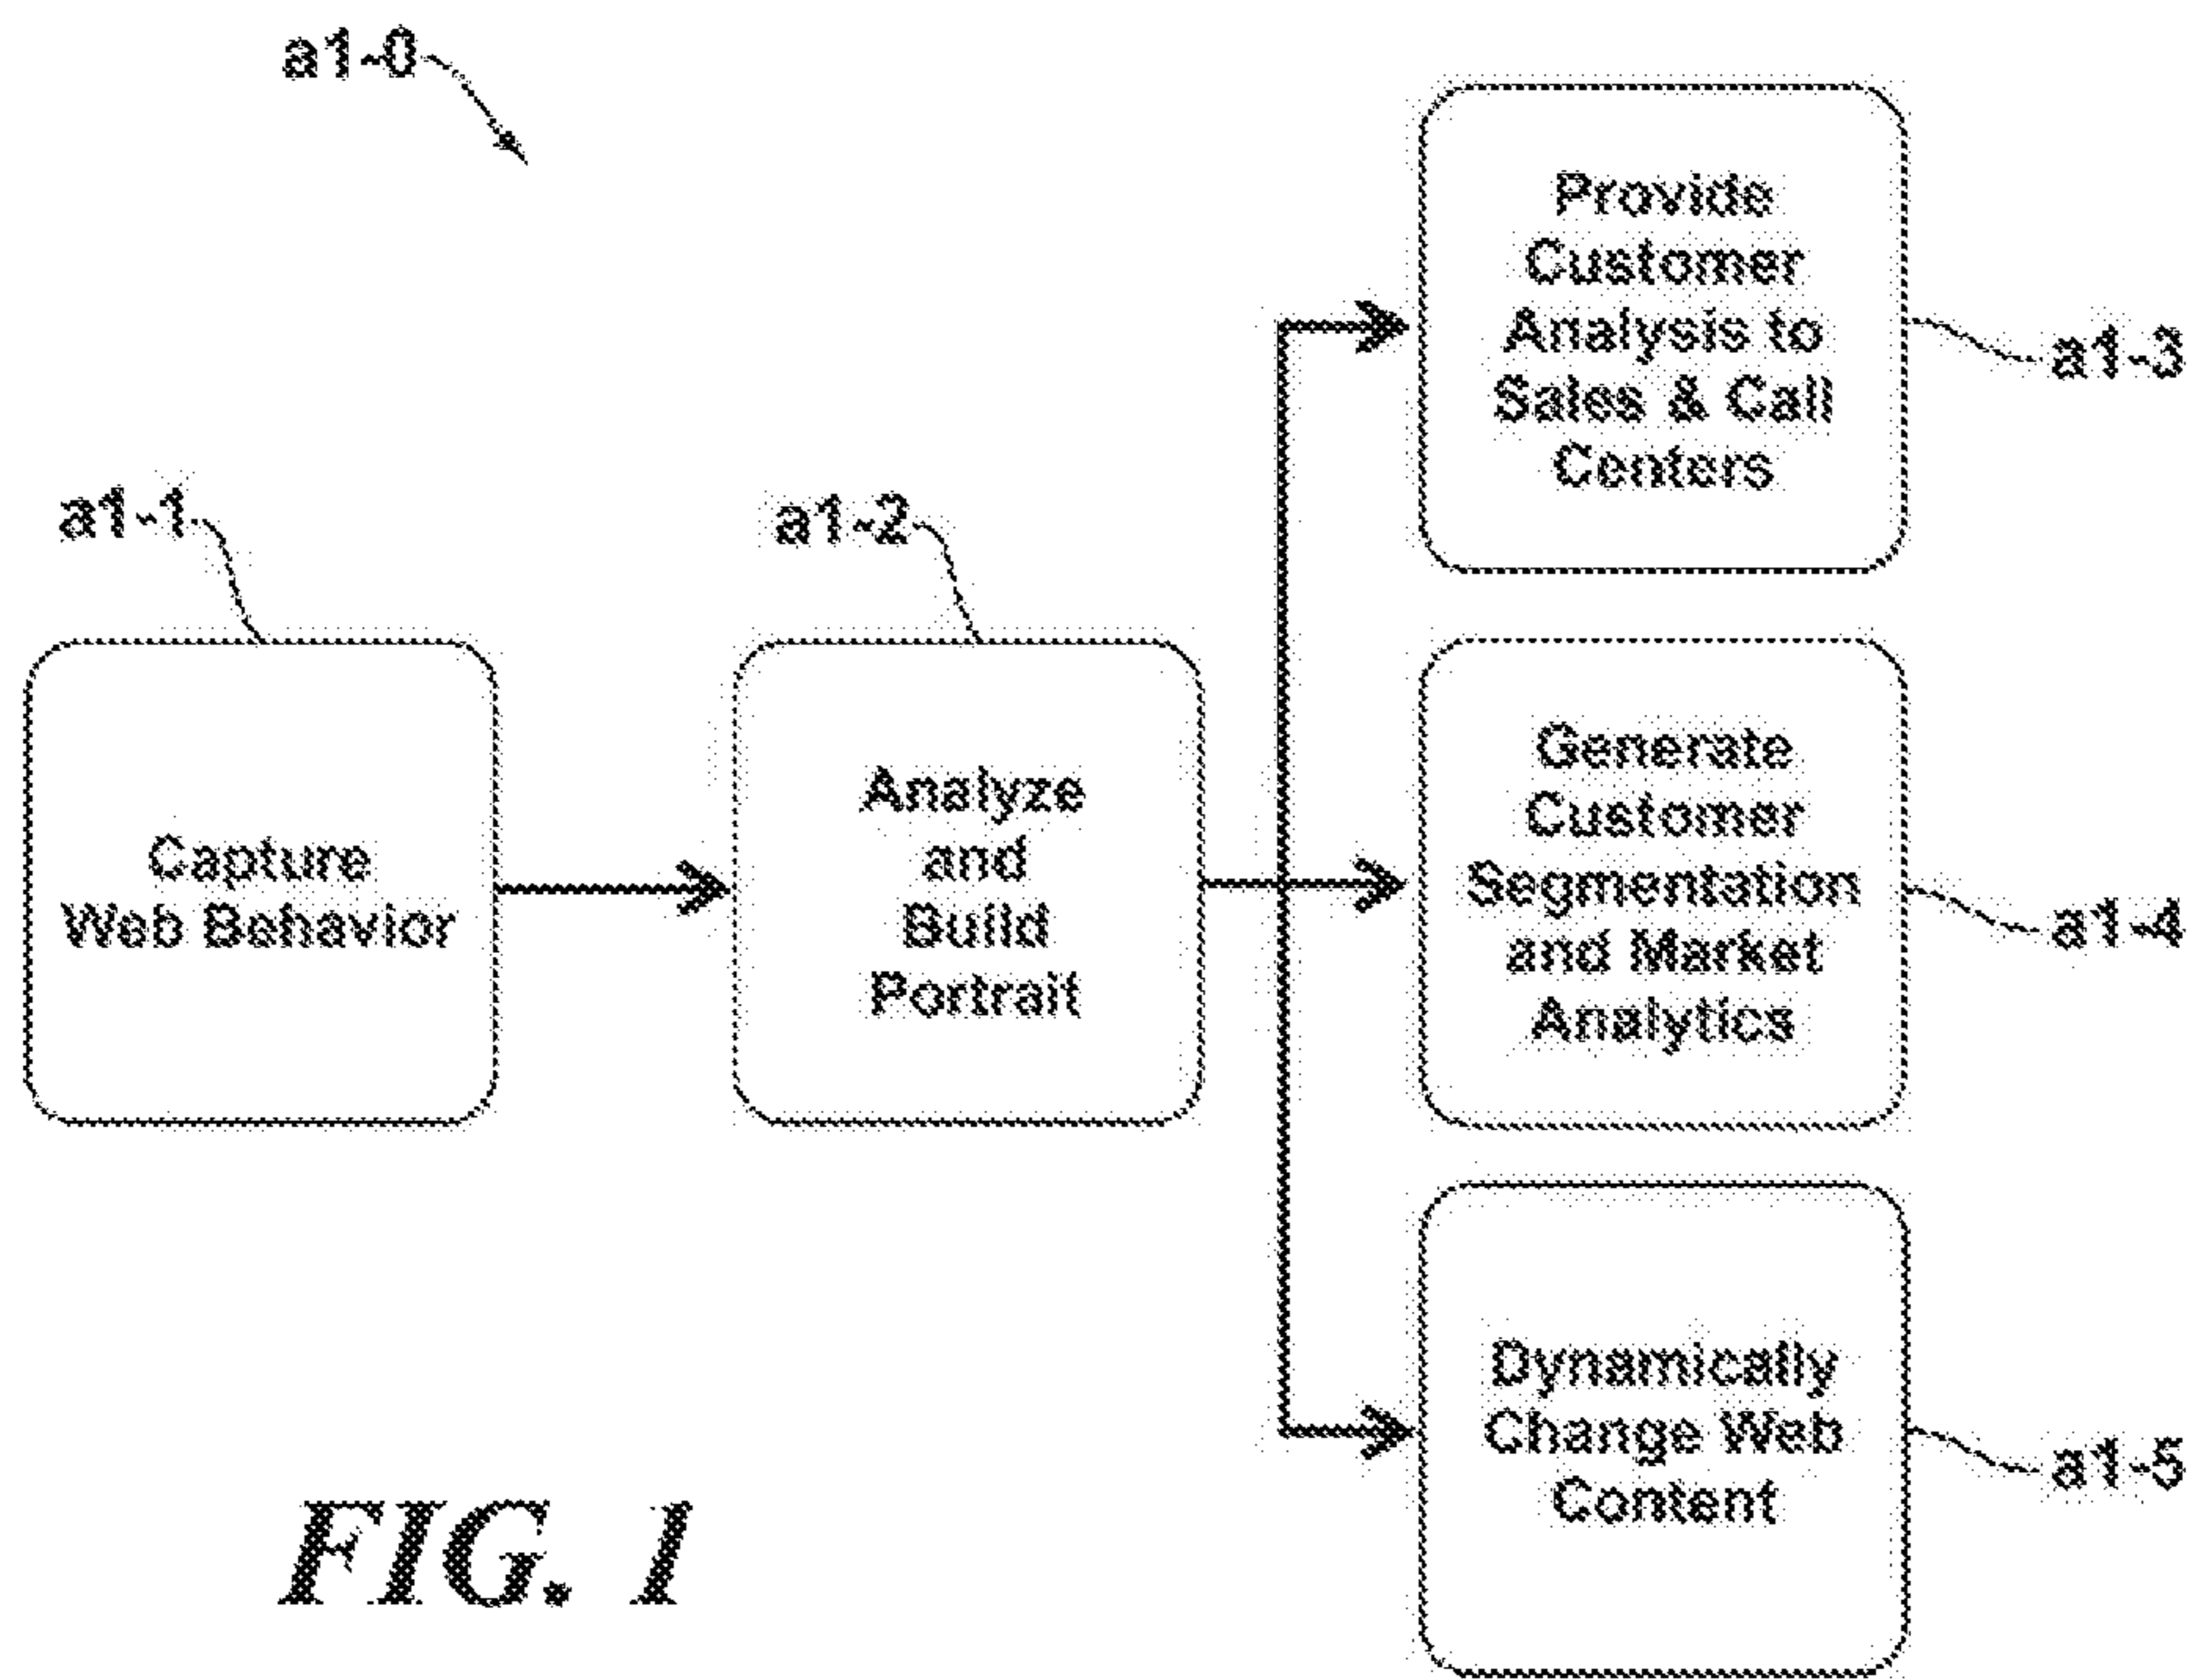 a1-0
a1-1
Capture
Web Behavior
a1-2
Analyze
and
Build
Portrait
Provide
Customer
Analysis to
Sales & Call
Centers
a1-3
Generate
Customer
Segmentation
and Market
Analytics
a1-4
Dynamically
Change Web
Content
a1-5
FIG. 1